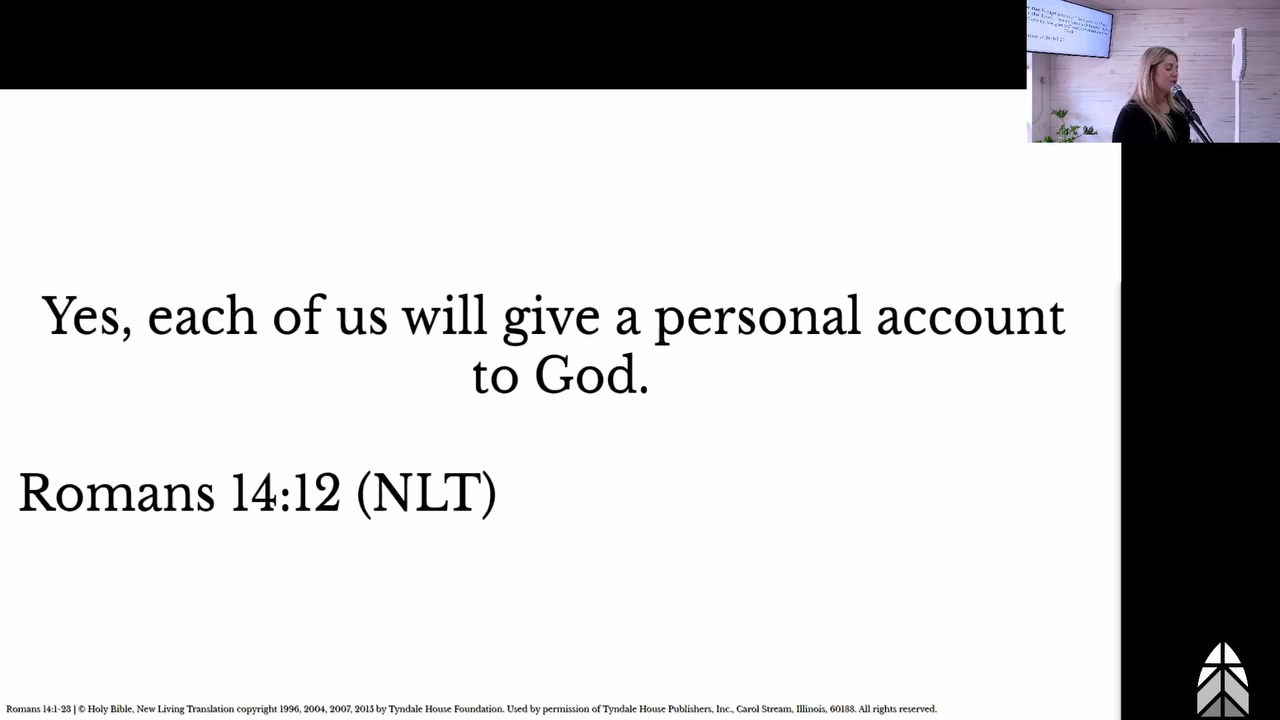 Yes, each of us will give a personal account
to God.
Romans 14:12 (NLT)
Romans 14:1-23 | © Holy Bible, New Living Translation copyright 1996, 2004, 2007, 2015 by Tyndale House Foundation. Used by permission of Tyndale House Publishers, Inc., Carol Stream, Illinois, 60188. All rights reserved.